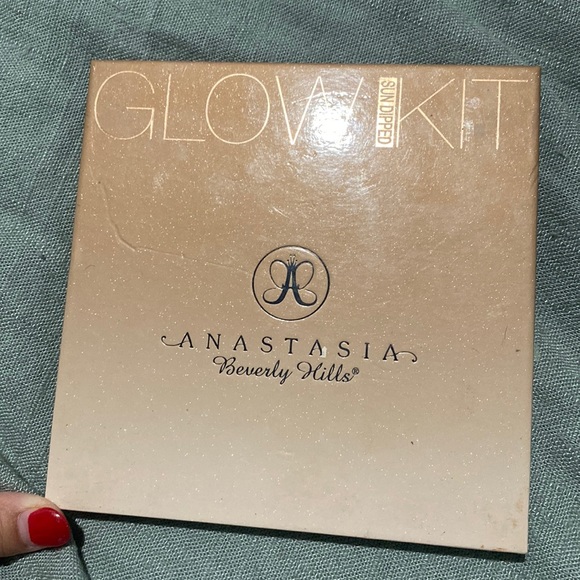 GLOW KIT
SUN DIPPED
A
ANASTASIA
Beverly Hills®